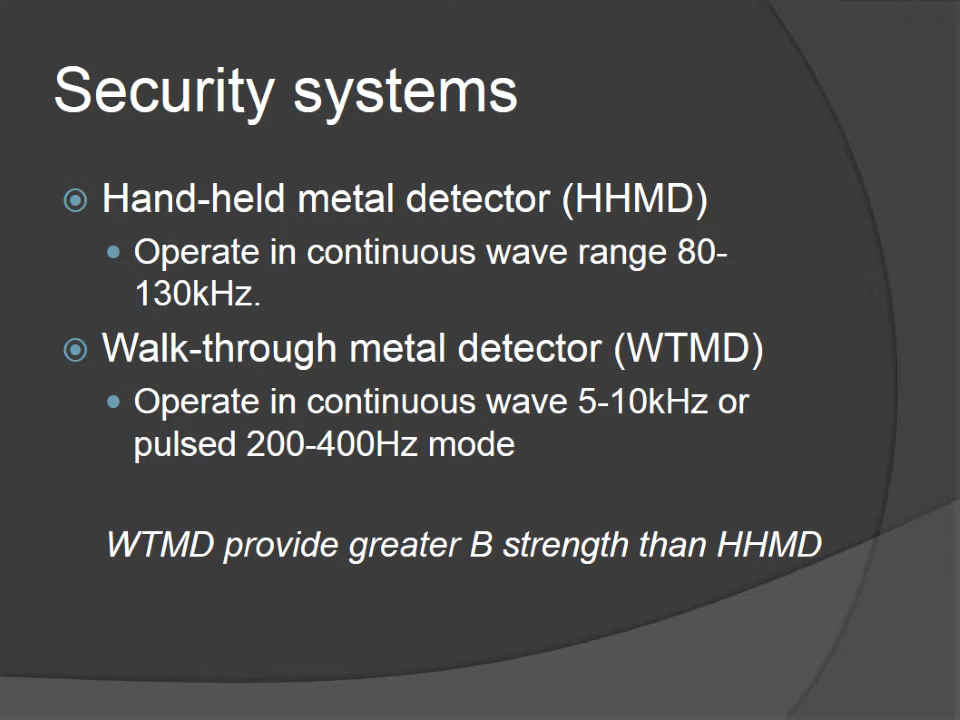 Security systems
Hand-held metal detector (HHMD)
Operate in continuous wave range 80-
130kHz.
Walk-through metal detector (WTMD)
Operate in continuous wave 5-10kHz or
pulsed 200-400Hz mode
WTMD provide greater B strength than HHMD